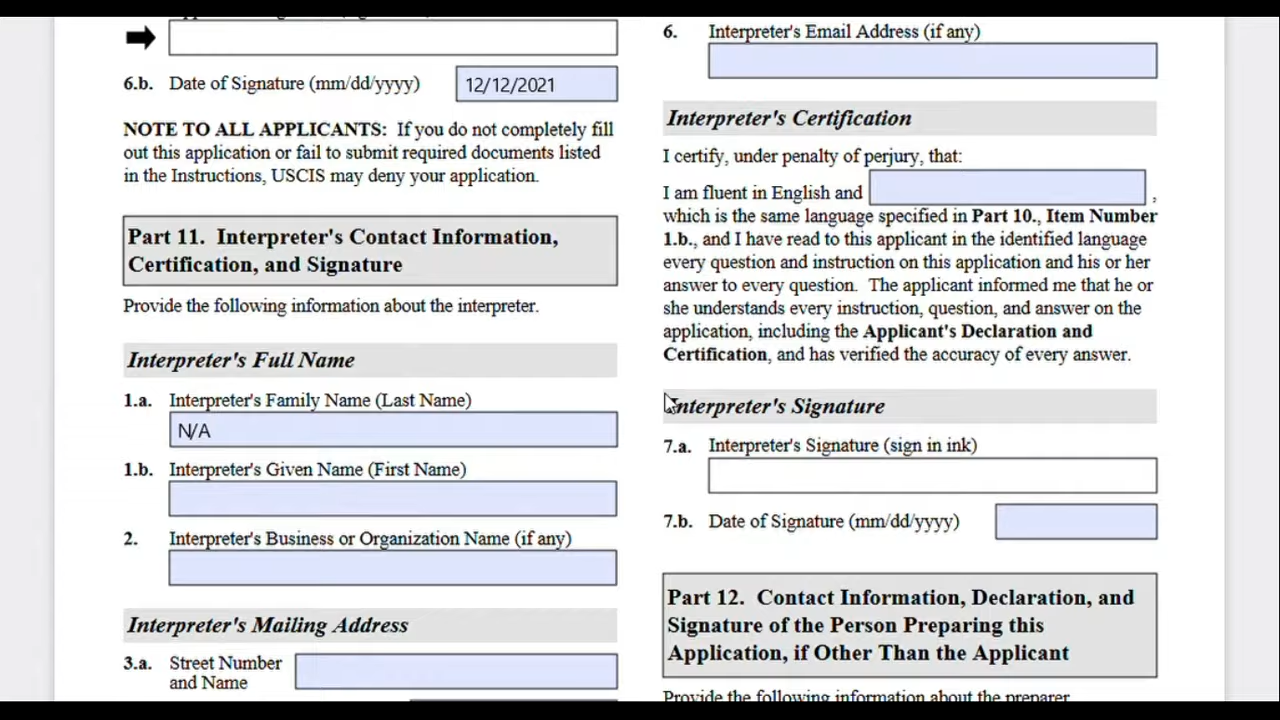 6.b. Date of Signature (mm/dd/yyyy) 12/12/2021
NOTE TO ALL APPLICANTS: If you do not completely fill
out this application or fail to submit required documents listed
in the Instructions, USCIS may deny your application.
Part 11. Interpreter's Contact Information,
Certification, and Signature
Provide the following information about the interpreter.
Interpreter's Full Name
1.a. Interpreter's Family Name (Last Name)
N/A
1.b. Interpreter's Given Name (First Name)
2. Interpreter's Business or Organization Name (if any)
Interpreter's Mailing Address
3.a. Street Number
and Name
6. Interpreter's Email Address (if any)
Interpreter's Certification
I certify, under penalty of perjury, that:
I am fluent in English and ,
which is the same language specified in Part 10., Item Number
1.b., and I have read to this applicant in the identified language
every question and instruction on this application and his or her
answer to every question. The applicant informed me that he or
she understands every instruction, question, and answer on the
application, including the Applicant's Declaration and
Certification, and has verified the accuracy of every answer.
Interpreter's Signature
7.a. Interpreter's Signature (sign in ink)
7.b. Date of Signature (mm/dd/yyyy)
Part 12. Contact Information, Declaration, and
Signature of the Person Preparing this
Application, if Other Than the Applicant
Provide the following information about the preparer